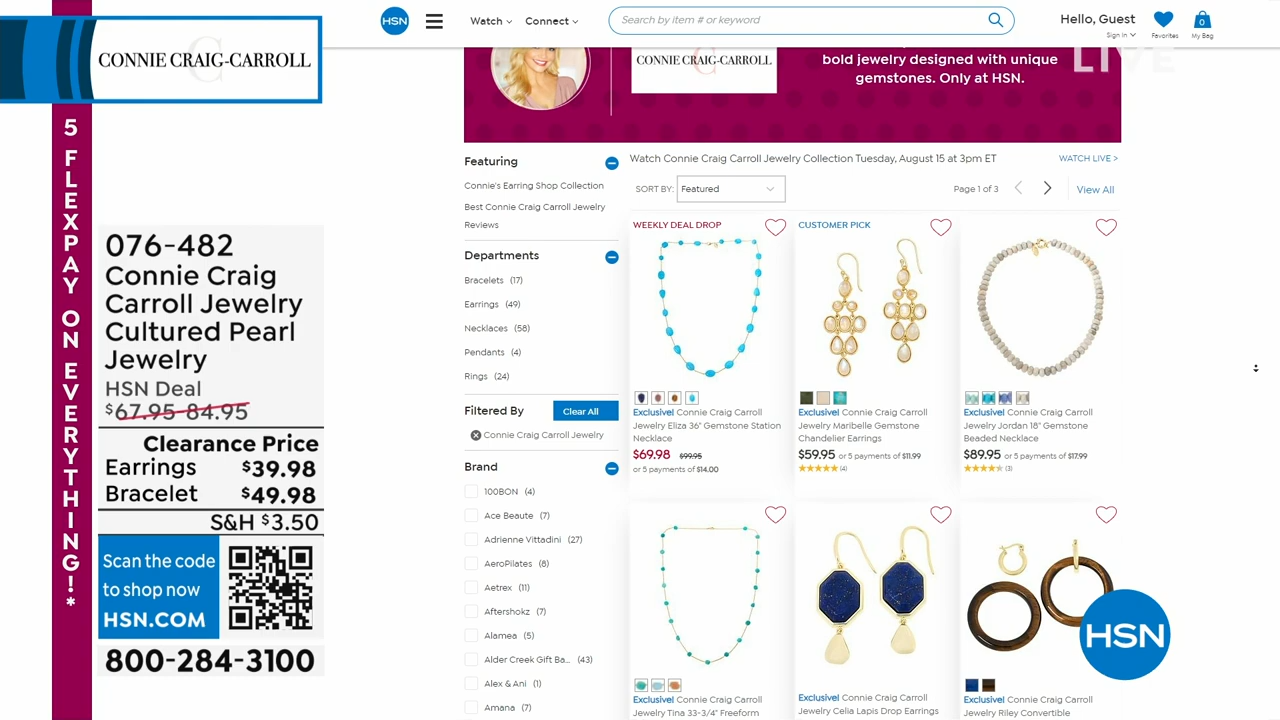 CONNIE CRAIG-CARROLL
5 FLEXPAY ON EVERYTHING!*
076-482
Connie Craig
Carroll Jewelry
Cultured Pearl
Jewelry
HSN Deal
$67.95-84.95
Clearance Price
Earrings $39.98
Bracelet $49.98
S&H $3.50
Scan the code
to shop now
HSN.COM
800-284-3100
HSN
Watch
Connect
Search by item # or keyword
Hello, Guest
Sign In
Favorites
0
My Bag
LIVE
CONNIE CRAIG-CARROLL
bold jewelry designed with unique
gemstones. Only at HSN.
Featuring
Connie's Earring Shop Collection
Best Connie Craig Carroll Jewelry
Reviews
Departments
Bracelets (17)
Earrings (49)
Necklaces (58)
Pendants (4)
Rings (24)
Filtered By
Clear All
Connie Craig Carroll Jewelry
Brand
100BON (4)
Ace Beaute (7)
Adrienne Vittadini (27)
AeroPilates (8)
Aetrex (11)
Aftershokz (7)
Alamea (5)
Alder Creek Gift Ba... (43)
Alex & Ani (1)
Amana (7)
Watch Connie Craig Carroll Jewelry Collection Tuesday, August 15 at 3pm ET
WATCH LIVE >
SORT BY: Featured
Page 1 of 3
View All
WEEKLY DEAL DROP
Exclusive! Connie Craig Carroll
Jewelry Eliza 36" Gemstone Station
Necklace
$69.98 $99.95
or 5 payments of $14.00
CUSTOMER PICK
Exclusive! Connie Craig Carroll
Jewelry Maribelle Gemstone
Chandelier Earrings
$59.95 or 5 payments of $11.99
(4)
Exclusive! Connie Craig Carroll
Jewelry Jordan 18" Gemstone
Beaded Necklace
$89.95 or 5 payments of $17.99
(3)
Exclusive! Connie Craig Carroll
Jewelry Tina 33-3/4" Freeform
Exclusive! Connie Craig Carroll
Jewelry Celia Lapis Drop Earrings
Exclusive! Connie Craig Carroll
Jewelry Riley Convertible
HSN